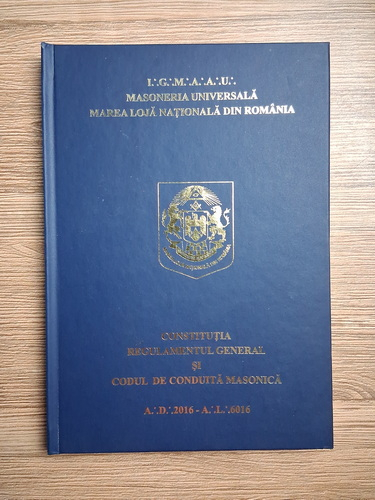 I∴G∴M∴A∴A∴U∴
MASONERIA UNIVERSALĂ
MAREA LOJĂ NAȚIONALĂ DIN ROMÂNIA
CONSTITUȚIA
REGULAMENTUL GENERAL
ȘI
CODUL DE CONDUITĂ MASONICĂ
A∴D∴2016 - A∴L∴6016